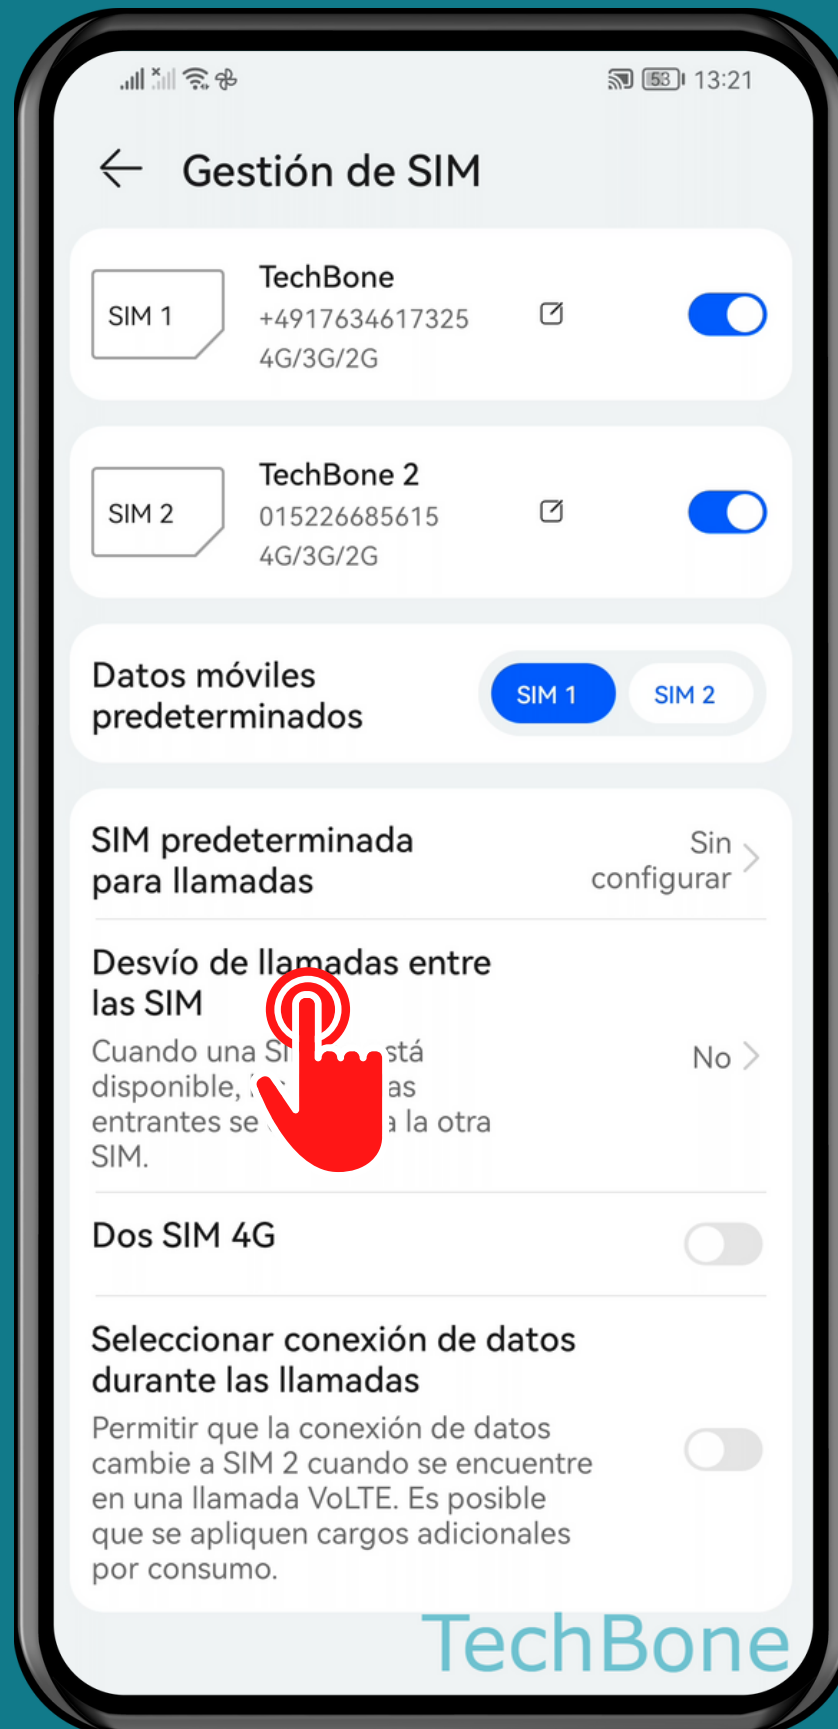 53 13:21
Gestión de SIM
SIM 1
TechBone
+4917634617325
4G/3G/2G
SIM 2
TechBone 2
015226685615
4G/3G/2G
Datos móviles
predeterminados
SIM 1 SIM 2
SIM predeterminada
para llamadas
Sin
configurar
Desvío de llamadas entre
las SIM
Cuando una
disponible,
entrantes se a la otra
SIM.
No
Dos SIM 4G
Seleccionar conexión de datos
durante las llamadas
Permitir que la conexión de datos
cambie a SIM 2 cuando se encuentre
en una llamada VoLTE. Es posible
que se apliquen cargos adicionales
por consumo.
TechBone